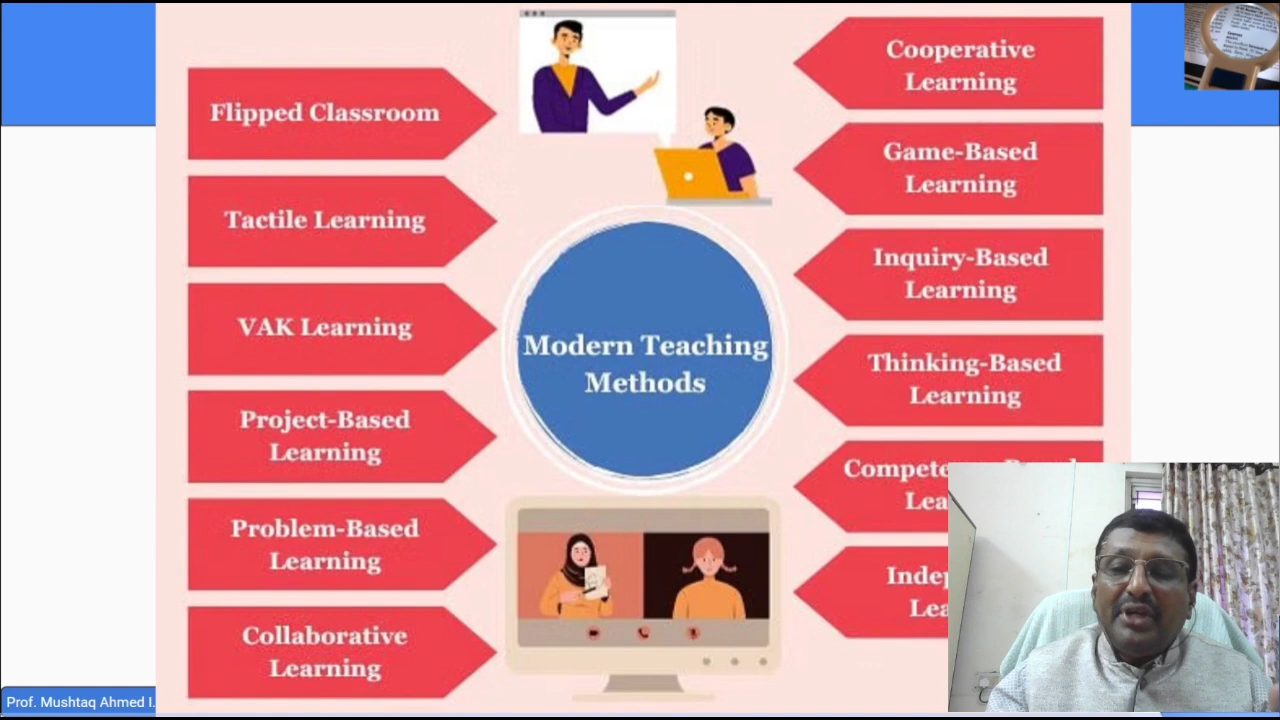 Flipped Classroom
Tactile Learning
VAK Learning
Project-Based
Learning
Problem-Based
Learning
Collaborative
Learning
Modern Teaching
Methods
Cooperative
Learning
Game-Based
Learning
Inquiry-Based
Learning
Thinking-Based
Learning
Prof. Mushtaq Ahmed I.